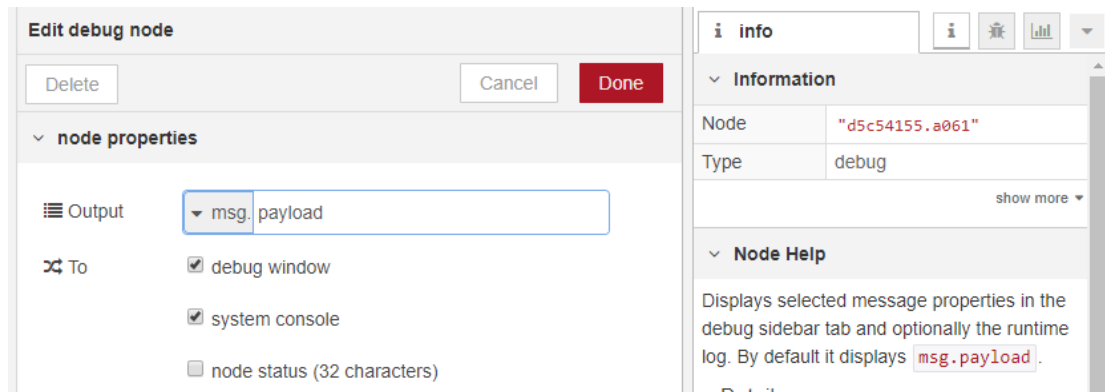 Edit debug node
Delete
Cancel
Done
node properties
Output
msg. payload
To
debug window
system console
node status (32 characters)
i info
i
Information
Node "d5c54155.a061"
Type debug
show more
Node Help
Displays selected message properties in the
debug sidebar tab and optionally the runtime
log. By default it displays msg.payload .